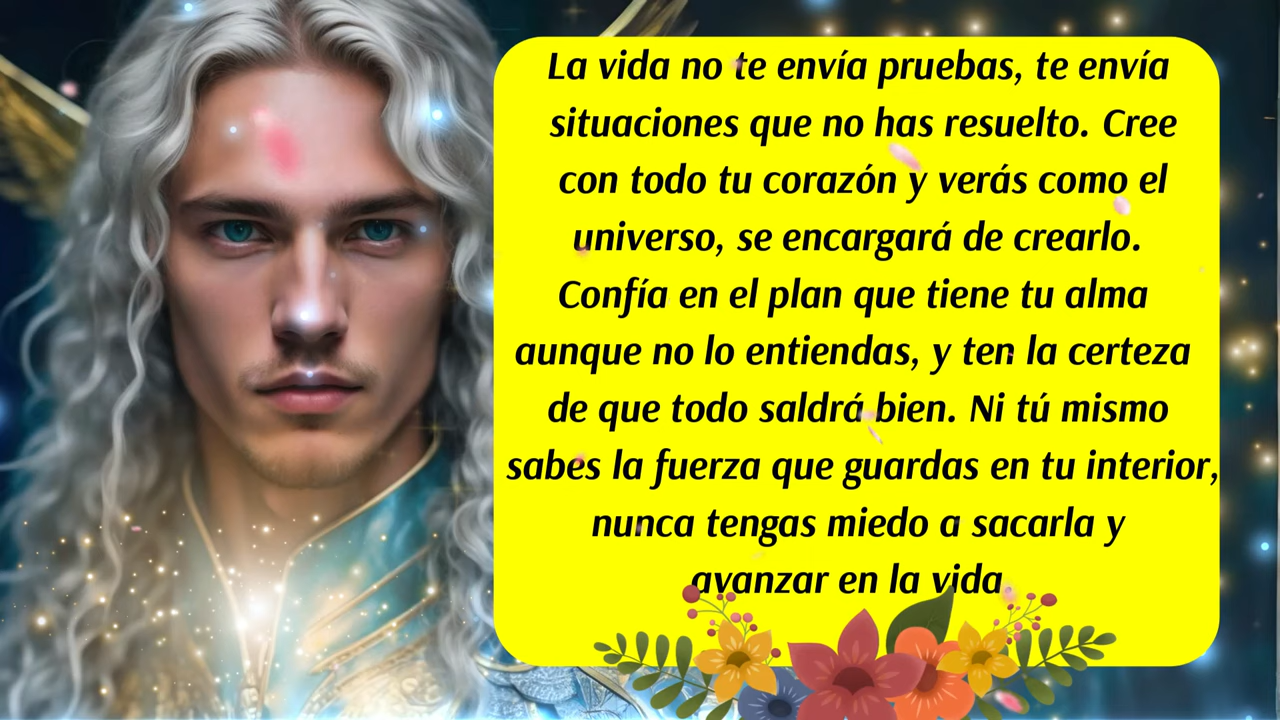 La vida no te envía pruebas, te envía
situaciones que no has resuelto. Cree
con todo tu corazón y verás como el
universo, se encargará de crearlo.
Confía en el plan que tiene tu alma
aunque no lo entiendas, y ten la certeza
de que todo saldrá bien. Ni tú mismo
sabes la fuerza que guardas en tu interior,
nunca tengas miedo a sacarla y
avanzar en la vida.